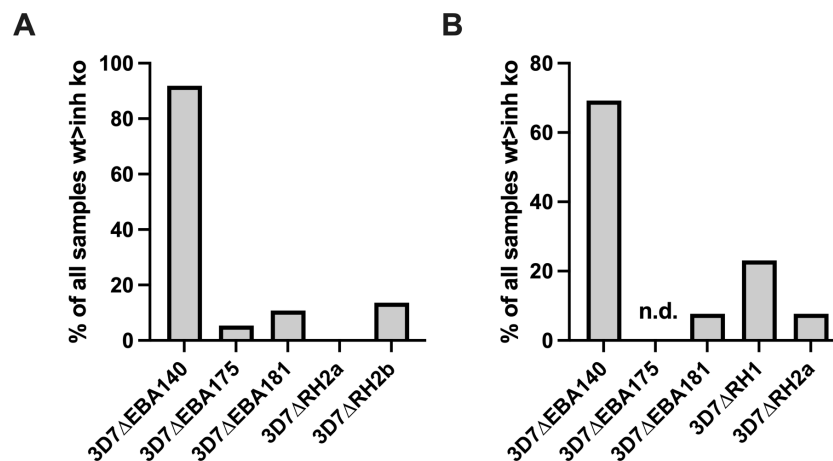 A
% of all samples wt>inh ko
100
80
60
40
20
0
3D7ΔEBA140
3D7ΔEBA175
3D7ΔEBA181
3D7ΔRH2a
3D7ΔRH2b
B
% of all samples wt>inh ko
80
60
40
20
0
n.d.
3D7ΔEBA140
3D7ΔEBA175
3D7ΔEBA181
3D7ΔRH1
3D7ΔRH2a